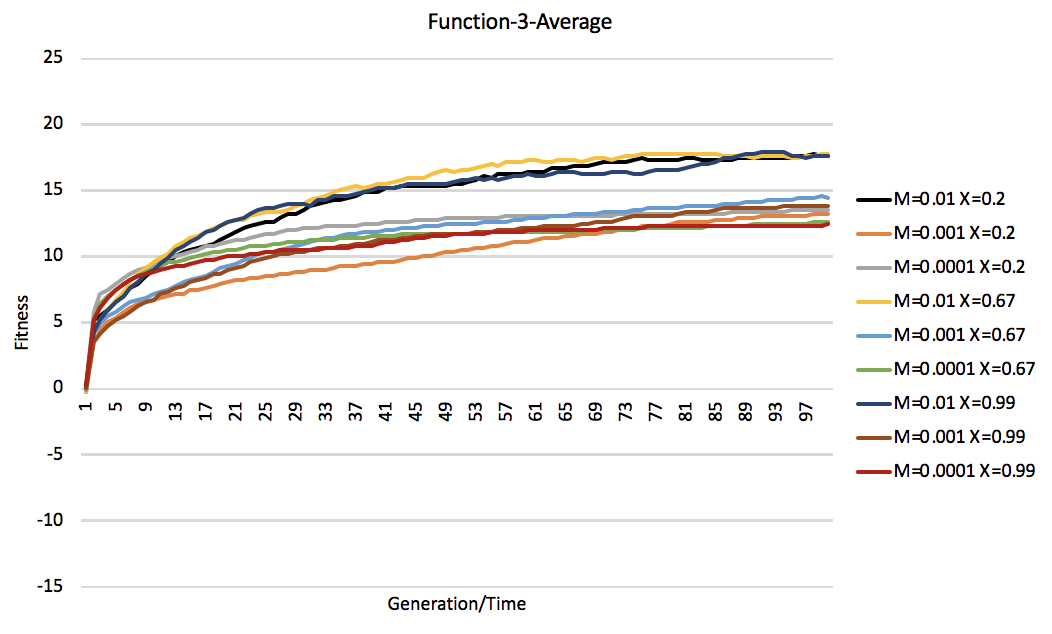 Function-3-Average
25
20
15
10
5
0
-5
-10
-15
Fitness
1 5 9 13 17 21 25 29 33 37 41 45 49 53 57 61 65 69 73 77 81 85 89 93 97
Generation/Time
M=0.01 X=0.2
M=0.001 X=0.2
M=0.0001 X=0.2
M=0.01 X=0.67
M=0.001 X=0.67
M=0.0001 X=0.67
M=0.01 X=0.99
M=0.001 X=0.99
M=0.0001 X=0.99